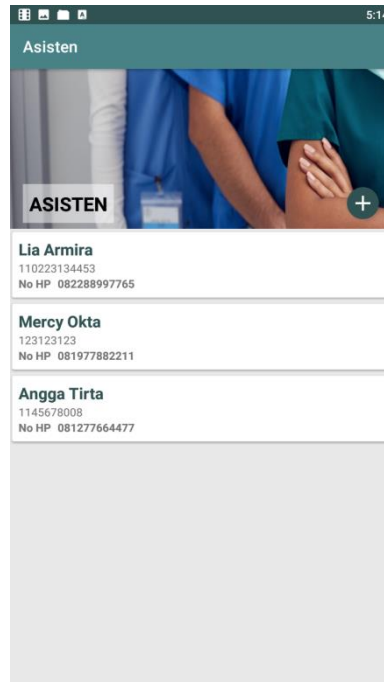 5:14
Asisten
ASISTEN
Lia Armira
110223134453
No HP 082288997765
Mercy Okta
123123123
No HP 081977882211
Angga Tirta
1145678008
No HP 081277664477